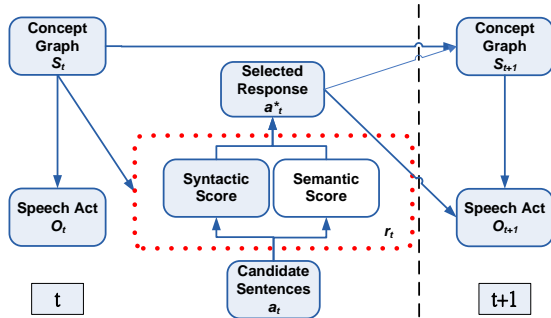 Concept
Graph
St
Concept
Graph
St+1
Selected
Response
a*t
Syntactic
Score
Semantic
Score
rt
Speech Act
Ot
Speech Act
Ot+1
Candidate
Sentences
at
t
t+1